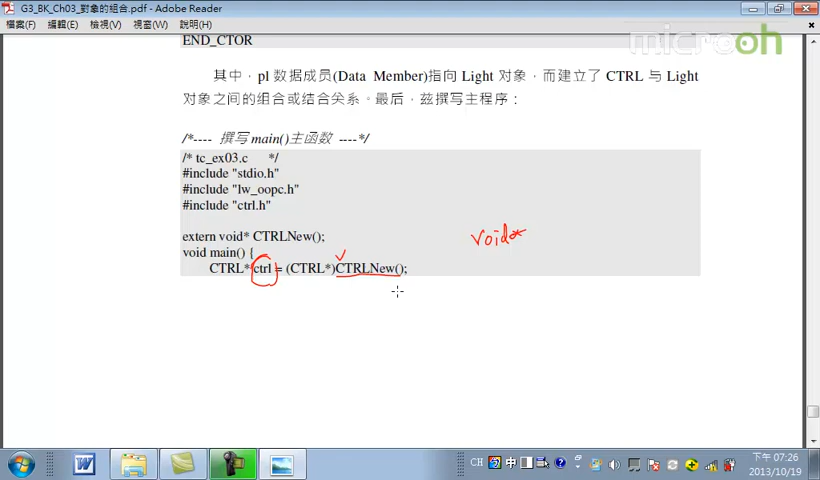 G3_BK_Ch03_對象的組合.pdf - Adobe Reader
檔案(F) 編輯(E) 檢視(V) 視窗(W) 說明(H)
microoh
END_CTOR
其中，pl 数据成员(Data Member)指向 Light 对象，而建立了 CTRL 与 Light
对象之间的组合或结合关系。最后，兹撰写主程序：
/*---- 撰写 main()主函数 ----*/
/* tc_ex03.c */
#include "stdio.h"
#include "lw_oopc.h"
#include "ctrl.h"
extern void* CTRLNew();
void*
void main() {
CTRL* ctrl = (CTRL*)CTRLNew();
CH 中
下午 07:26
2013/10/19